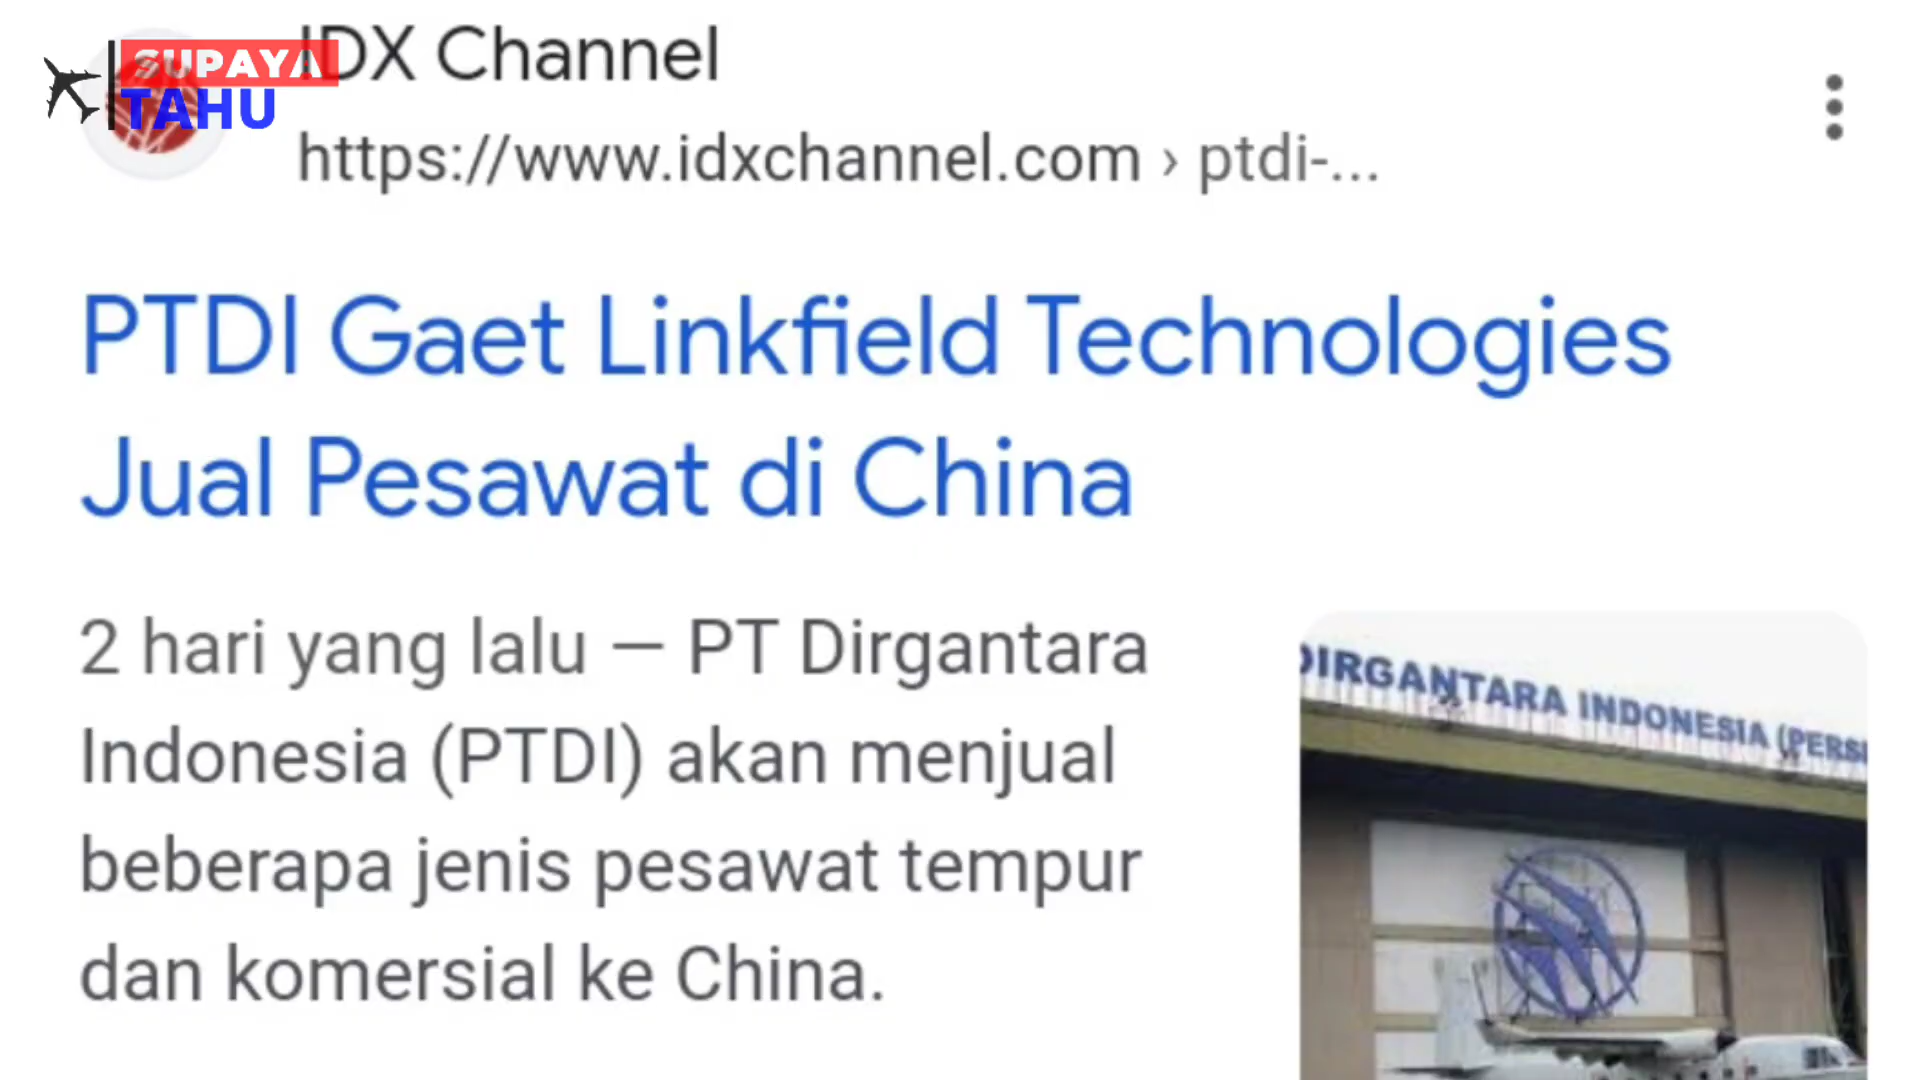 IDX Channel
SUPAYA
TAHU
https://www.idxchannel.com › ptdi-...
PTDI Gaet Linkfield Technologies
Jual Pesawat di China
2 hari yang lalu — PT Dirgantara
Indonesia (PTDI) akan menjual
beberapa jenis pesawat tempur
dan komersial ke China.
DIRGANTARA INDONESIA (PERS